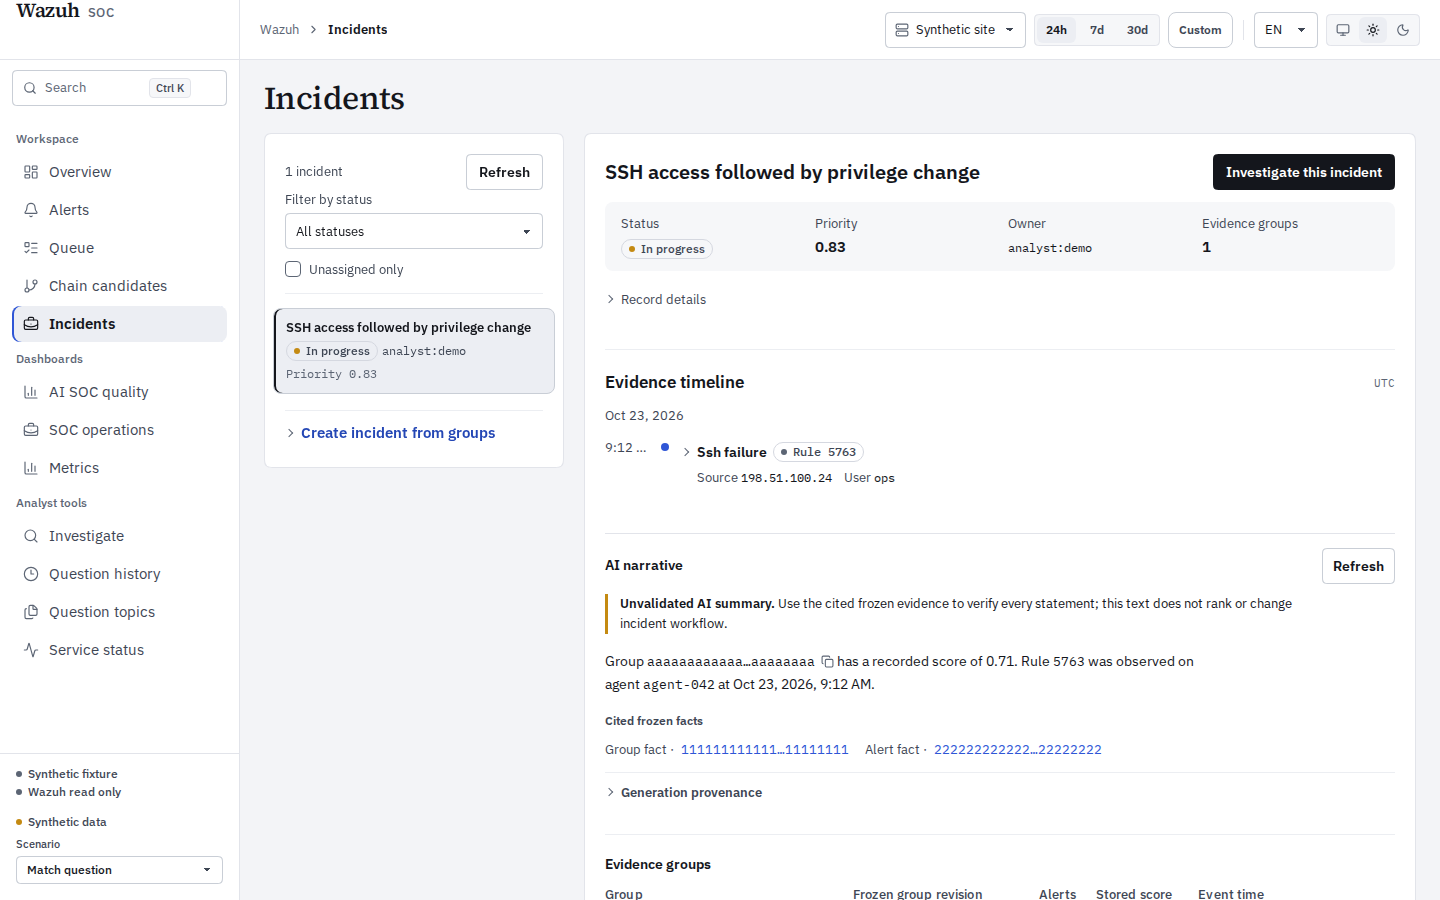 Wazuh SOC
Search Ctrl K
Workspace
Overview
Alerts
Queue
Chain candidates
Incidents
Dashboards
AI SOC quality
SOC operations
Metrics
Analyst tools
Investigate
Question history
Question topics
Service status
Synthetic fixture
Wazuh read only
Synthetic data
Scenario
Match question
Wazuh > Incidents
Synthetic site
24h 7d 30d
Custom
EN
Incidents
1 incident
Refresh
Filter by status
All statuses
Unassigned only
SSH access followed by privilege change
In progress analyst:demo
Priority 0.83
Create incident from groups
SSH access followed by privilege change
Investigate this incident
Status Priority Owner Evidence groups
In progress 0.83 analyst:demo 1
Record details
Evidence timeline
UTC
Oct 23, 2026
9:12 ... Ssh failure Rule 5763
Source 198.51.100.24 User ops
AI narrative
Refresh
Unvalidated AI summary. Use the cited frozen evidence to verify every statement; this text does not rank or change
incident workflow.
Group aaaaaaaaaaaa…aaaaaaaa has a recorded score of 0.71. Rule 5763 was observed on
agent agent-042 at Oct 23, 2026, 9:12 AM.
Cited frozen facts
Group fact · 111111111111…11111111 Alert fact · 222222222222…22222222
Generation provenance
Evidence groups
Group Frozen group revision Alerts Stored score Event time